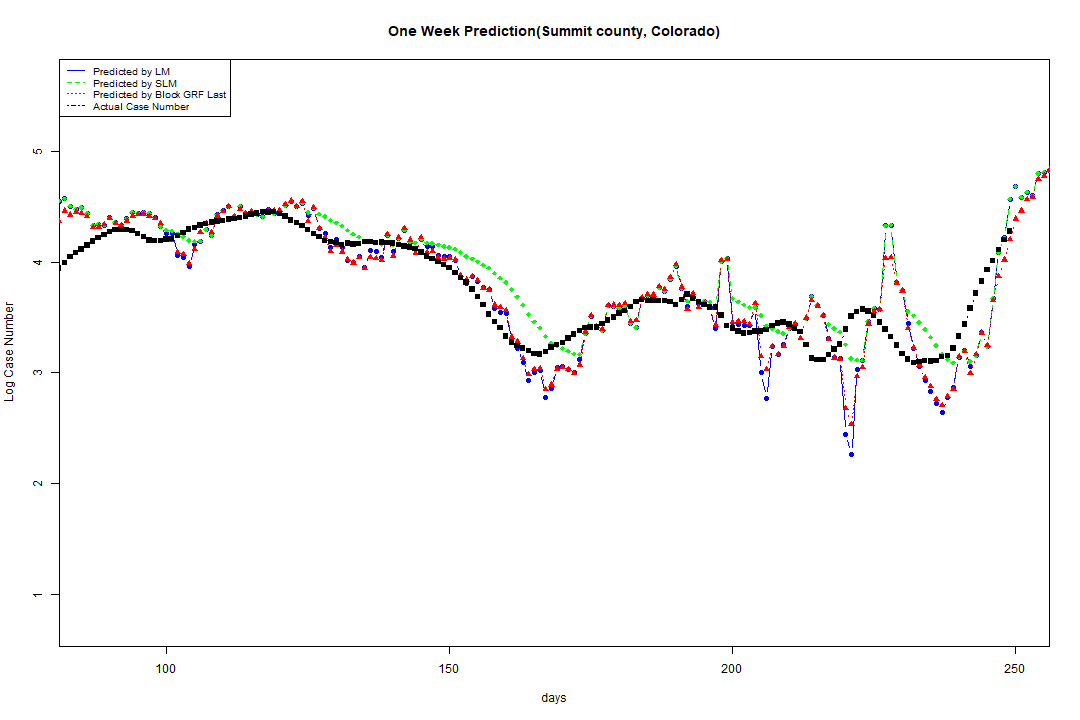 One Week Prediction(Summit county, Colorado)
Predicted by LM
Predicted by SLM
Predicted by Block GRF Last
Actual Case Number
Log Case Number
5
4
3
2
1
100
150
200
250
days